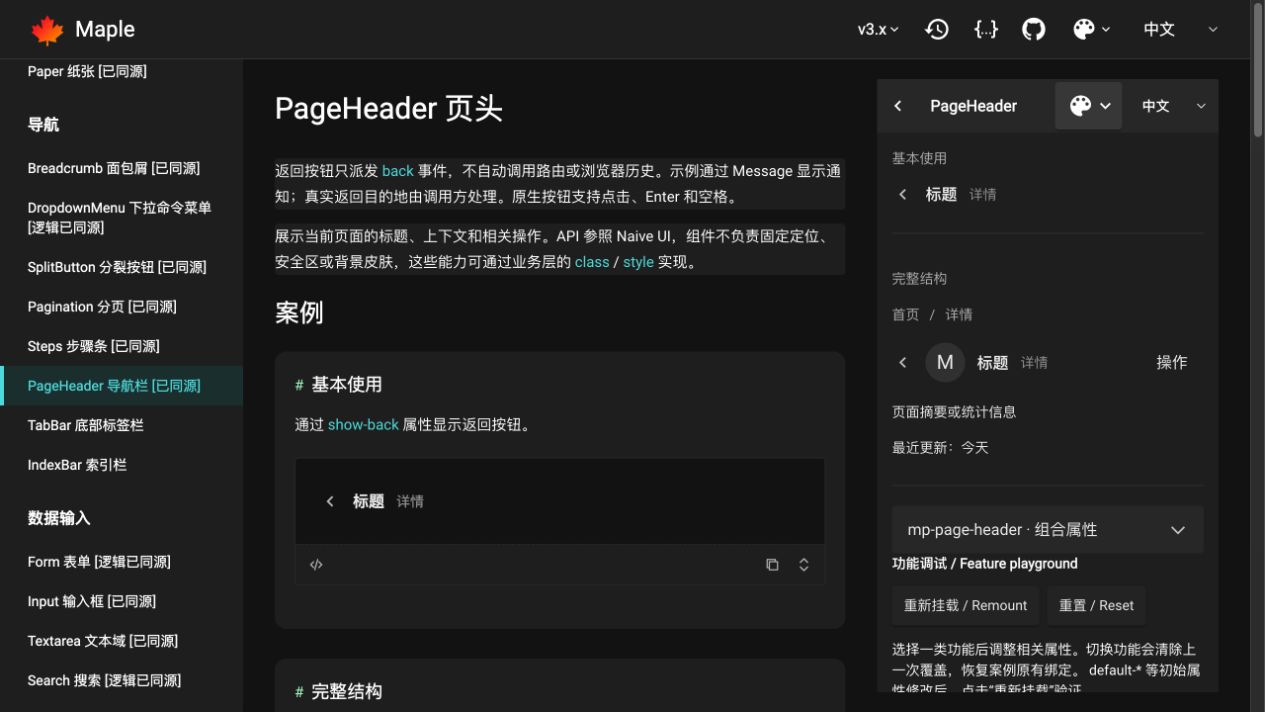 Maple
v3.x
中文
Paper 纸张 [已同源]
导航
Breadcrumb 面包屑 [已同源]
DropdownMenu 下拉命令菜单
[逻辑已同源]
SplitButton 分裂按钮 [已同源]
Pagination 分页 [已同源]
Steps 步骤条 [已同源]
PageHeader 导航栏 [已同源]
TabBar 底部标签栏
IndexBar 索引栏
数据输入
Form 表单 [逻辑已同源]
Input 输入框 [已同源]
Textarea 文本域 [已同源]
Search 搜索 [逻辑已同源]
PageHeader 页头
返回按钮只派发 back 事件，不自动调用路由或浏览器历史。示例通过 Message 显示通
知；真实返回目的地由调用方处理。原生按钮支持点击、Enter 和空格。
展示当前页面的标题、上下文和相关操作。API 参照 Naive UI，组件不负责固定定位、
安全区或背景皮肤，这些能力可通过业务层的 class / style 实现。
案例
# 基本使用
通过 show-back 属性显示返回按钮。
标题 详情
# 完整结构
PageHeader
中文
基本使用
标题 详情
完整结构
首页 / 详情
M 标题 详情 操作
页面摘要或统计信息
最近更新：今天
mp-page-header · 组合属性
功能调试 / Feature playground
重新挂载 / Remount
重置 / Reset
选择一类功能后调整相关属性。切换功能会清除上
一次覆盖，恢复案例原有绑定。 default-* 等初始属
性修改后，点击“重新挂载”验证